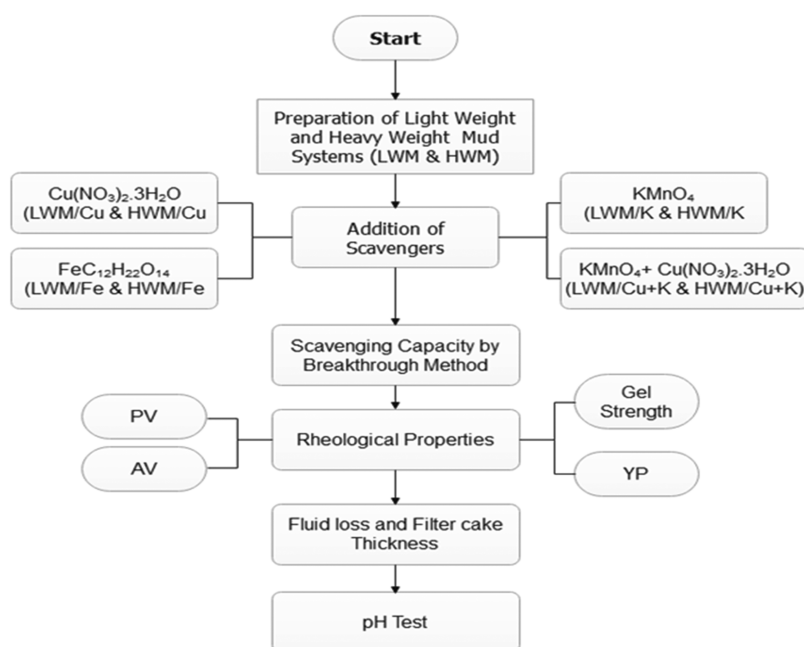 Start
Preparation of Light Weight
and Heavy Weight Mud
Systems (LWM & HWM)
Cu(NO₃)₂.3H₂O
(LWM/Cu & HWM/Cu
FeC₁₂H₂₂O₁₄
(LWM/Fe & HWM/Fe
Addition of
Scavengers
KMnO₄
(LWM/K & HWM/K
KMnO₄+ Cu(NO₃)₂.3H₂O
(LWM/Cu+K & HWM/Cu+K)
Scavenging Capacity by
Breakthrough Method
PV
AV
Rheological Properties
Gel
Strength
YP
Fluid loss and Filter cake
Thickness
pH Test